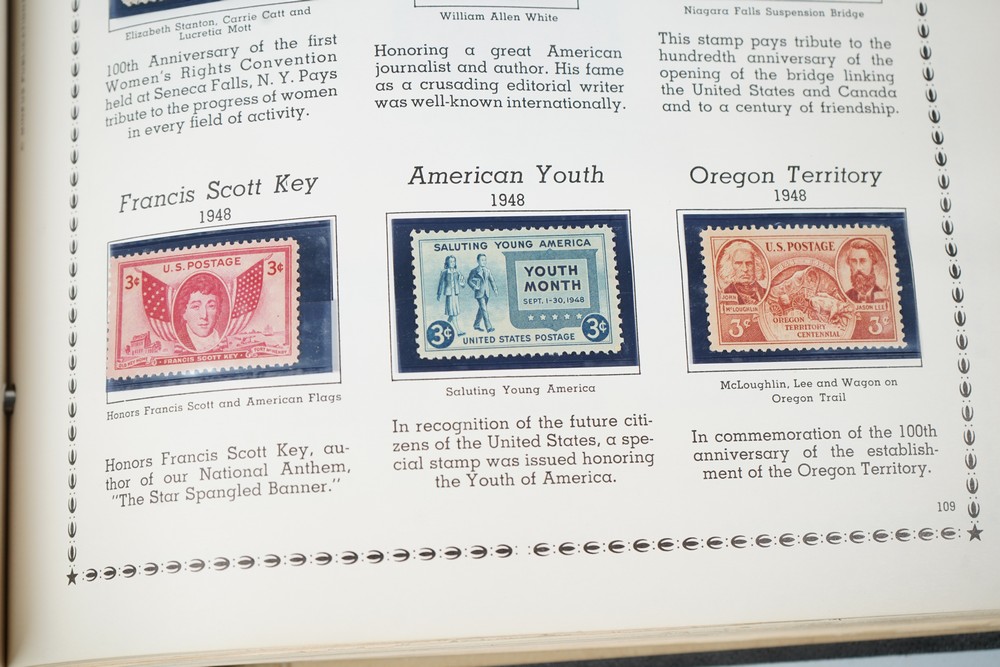 Elizabeth Stanton, Carrie Catt and
Lucretia Mott
100th Anniversary of the first
Women's Rights Convention
held at Seneca Falls, N. Y. Pays
tribute to the progress of women
in every field of activity.
William Allen White
Honoring a great American
journalist and author. His fame
as a crusading editorial writer
was well-known internationally.
Niagara Falls Suspension Bridge
This stamp pays tribute to the
hundredth anniversary of the
opening of the bridge linking
the United States and Canada
and to a century of friendship.
Francis Scott Key
1948
U.S. POSTAGE
3¢ 3¢
FRANCIS SCOTT KEY
Honors Francis Scott and American Flags
Honors Francis Scott Key, au-
thor of our National Anthem,
"The Star Spangled Banner."
American Youth
1948
SALUTING YOUNG AMERICA
YOUTH
MONTH
SEPT. 1-30, 1948
3¢ 3¢
UNITED STATES POSTAGE
Saluting Young America
In recognition of the future citi-
zens of the United States, a spe-
cial stamp was issued honoring
the Youth of America.
Oregon Territory
1948
U.S. POSTAGE
JOHN
McLOUGHLIN
JASON LEE
3¢ 3¢
OREGON
TERRITORY
CENTENNIAL
McLoughlin, Lee and Wagon on
Oregon Trail
In commemoration of the 100th
anniversary of the establish-
ment of the Oregon Territory.
109